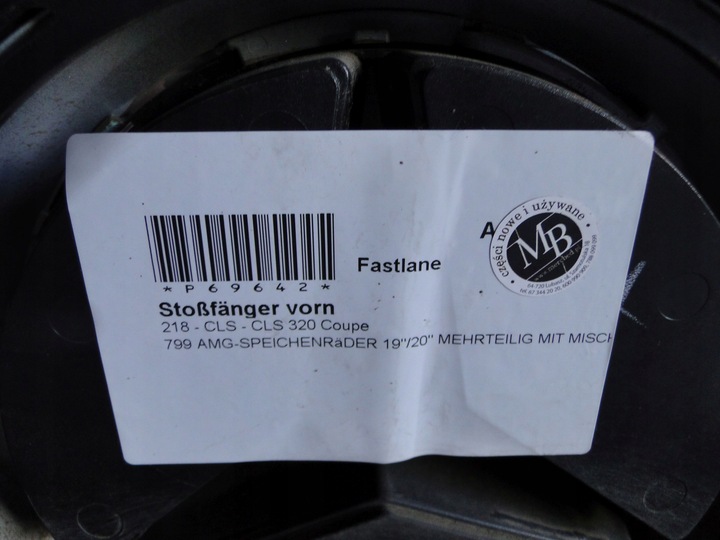 *P69642*
Fastlane
A
Stoßfänger vorn
218 - CLS - CLS 320 Coupe
799 AMG-SPEICHENRäDER 19"/20" MEHRTEILIG MIT MISCH
części nowe i używane
MB